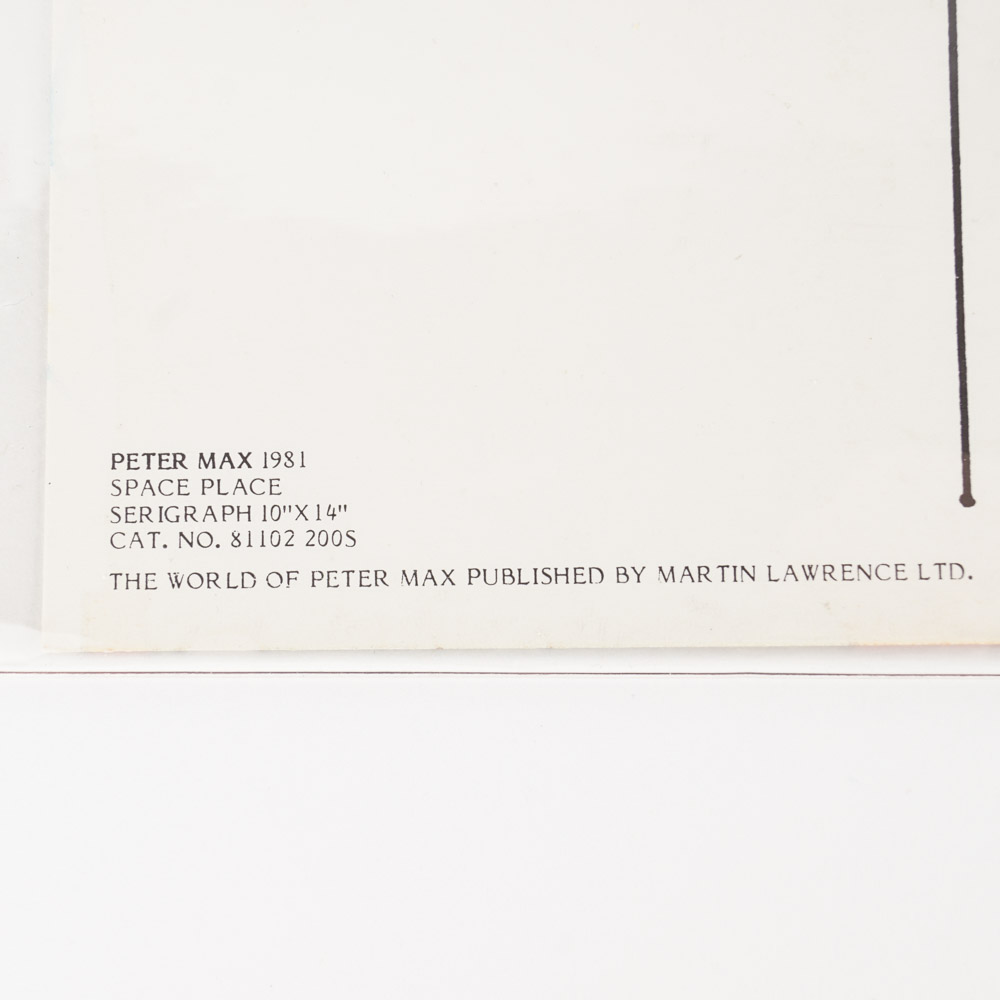 PETER MAX 1981
SPACE PLACE
SERIGRAPH 10"X14"
CAT. NO. 81102 200S
THE WORLD OF PETER MAX PUBLISHED BY MARTIN LAWRENCE LTD.